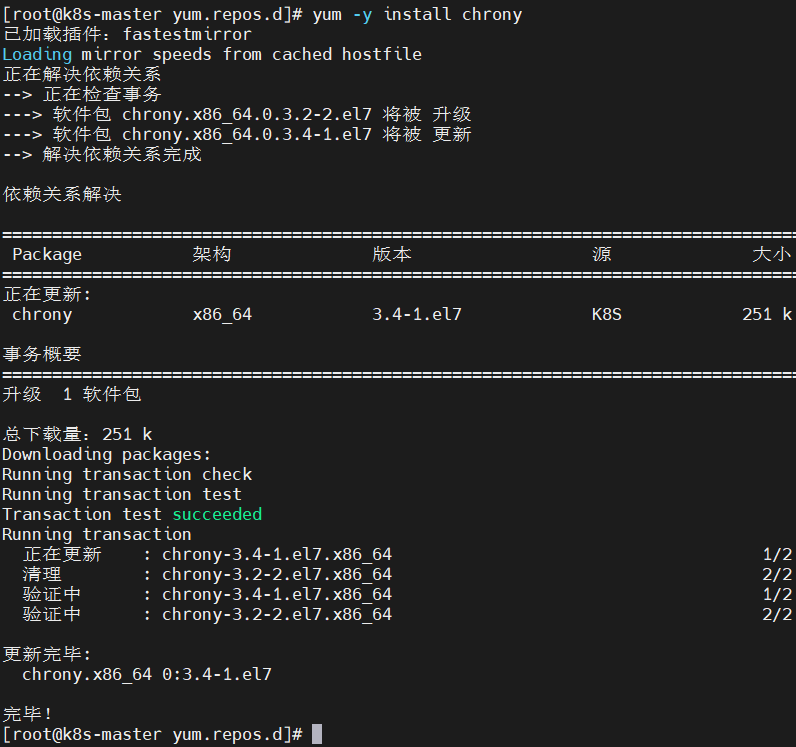 [root@k8s-master yum.repos.d]# yum -y install chrony
已加载插件：fastestmirror
Loading mirror speeds from cached hostfile
正在解决依赖关系
--> 正在检查事务
---> 软件包 chrony.x86_64.0.3.2-2.el7 将被 升级
---> 软件包 chrony.x86_64.0.3.4-1.el7 将被 更新
--> 解决依赖关系完成
依赖关系解决
================================================================================
Package 架构 版本 源 大小
================================================================================
正在更新:
chrony x86_64 3.4-1.el7 K8S 251 k
事务概要
================================================================================
升级  1 软件包
总下载量：251 k
Downloading packages:
Running transaction check
Running transaction test
Transaction test succeeded
Running transaction
正在更新    : chrony-3.4-1.el7.x86_64 1/2
清理        : chrony-3.2-2.el7.x86_64 2/2
验证中      : chrony-3.4-1.el7.x86_64 1/2
验证中      : chrony-3.2-2.el7.x86_64 2/2
更新完毕:
chrony.x86_64 0:3.4-1.el7
完毕！
[root@k8s-master yum.repos.d]#